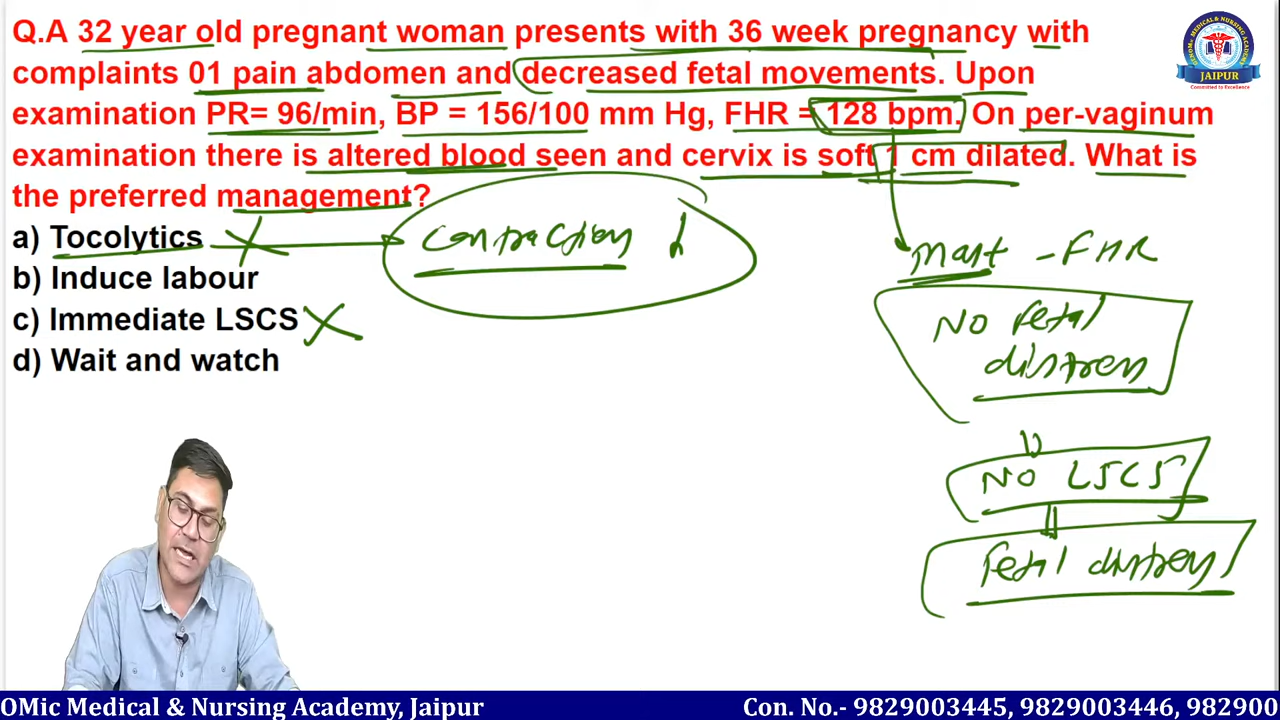 Q.A 32 year old pregnant woman presents with 36 week pregnancy with
complaints 01 pain abdomen and decreased fetal movements. Upon
examination PR= 96/min, BP = 156/100 mm Hg, FHR = 128 bpm. On per-vaginum
examination there is altered blood seen and cervix is soft 1 cm dilated. What is
the preferred management?
a) Tocolytics
contraction
b) Induce labour
c) Immediate LSCS
d) Wait and watch
- FHR
NO fetal
distress
NO LSCS
fetal distress
JAIPUR
Committed to Excellence
OMic Medical & Nursing Academy, Jaipur
Con. No.- 9829003445, 9829003446, 982900